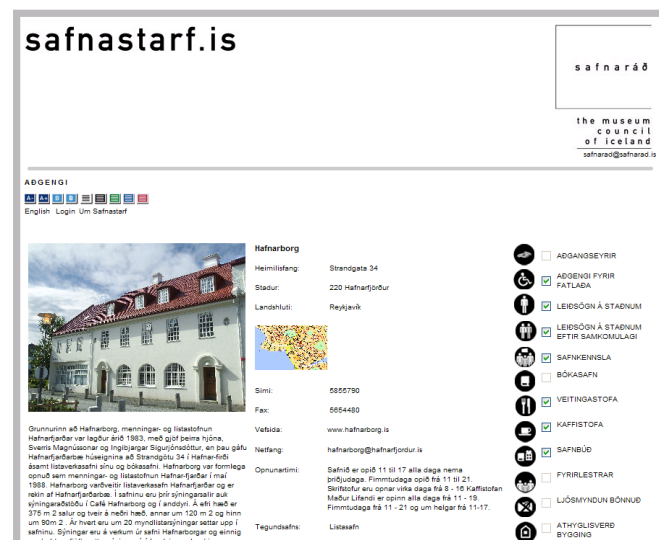 safnastarf.is
safnaráð
the museum
council
of iceland
safnarad@safnarad.is
AÐGENGI
English Login Um Safnastarf
Hafnarborg
Heimilisfang: Strandgata 34
Staður: 220 Hafnarfjörður
Landshluti: Reykjavík
Sími: 5855790
Fax: 5654480
Vefsíða: www.hafnarborg.is
Netfang: hafnarborg@hafnarfjordur.is
Opnunartími: Safnið er opið 11 til 17 alla daga nema
þriðjudaga. Fimmtudaga opið frá 11 til 21.
Skrifstofur eru opnar virka daga frá 8 - 16 Kaffistofan
Maður Lifandi er opinn alla daga frá 11 - 19.
Fimmtudaga frá 11 - 21 og um helgar frá 11-17.
Tegundsafns: Listasafn
Grunnurinn að Hafnarborg, menningar- og listastofnun
Hafnarfjarðar var lagður árið 1983, með gjöf þeirra hjóna,
Sverris Magnússonar og Ingibjargar Sigurjónsdóttur, en þau gáfu
Hafnarfjarðarbæ húseignina að Strandgötu 34 í Hafnar-firði
ásamt listaverkasafni sínu og bókasafni. Hafnarborg var formlega
opnuð sem menningar- og listastofnun Hafnar-fjarðar í maí
1988. Hafnarborg varðveitir listaverkasafn Hafnarfjarðar og er
rekin af Hafnarfjarðarbæ. Í safninu eru þrír sýningarsalir auk
sýningaraðstöðu í Café Hafnarborg og í anddyri. Á efri hæð er
375 m 2 salur og tveir á neðri hæð, annar um 120 m 2 og hinn
um 90m 2 . Ár hvert eru um 20 myndlistarsýningar settar upp í
safninu. Sýningar eru á verkum úr safni Hafnarborgar og einnig
AÐGANGSEYRIR
AÐGENGI FYRIR
FATLAÐA
LEIÐSÖGN Á STAÐNUM
LEIÐSÖGN Á STAÐNUM
EFTIR SAMKOMULAGI
SAFNKENNSLA
BÓKASAFN
VEITINGASTOFA
KAFFISTOFA
SAFNBÚÐ
FYRIRLESTRAR
LJÓSMYNDUN BÖNNUÐ
ATHYGLISVERÐ
BYGGING